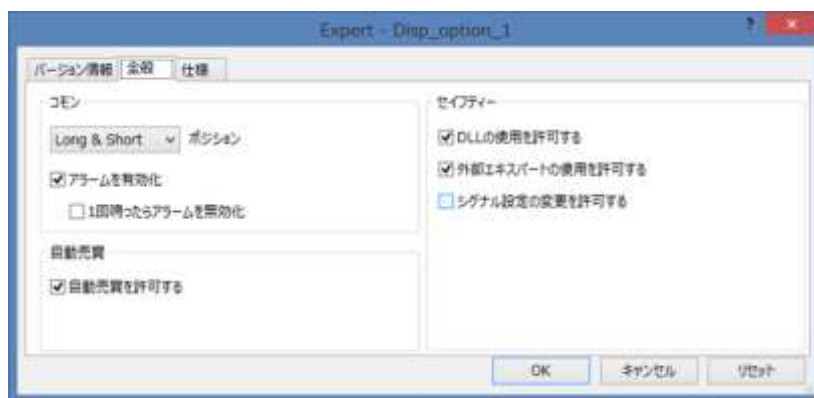 Expert - Disp_option_1
?
バージョン情報 全般 仕様
コモン
Long & Short ポジション
アラームを有効化
1回鳴ったらアラームを無効化
自動売買
自動売買を許可する
セイフティー
DLLの使用を許可する
外部エキスパートの使用を許可する
シグナル設定の変更を許可する
OK キャンセル リセット